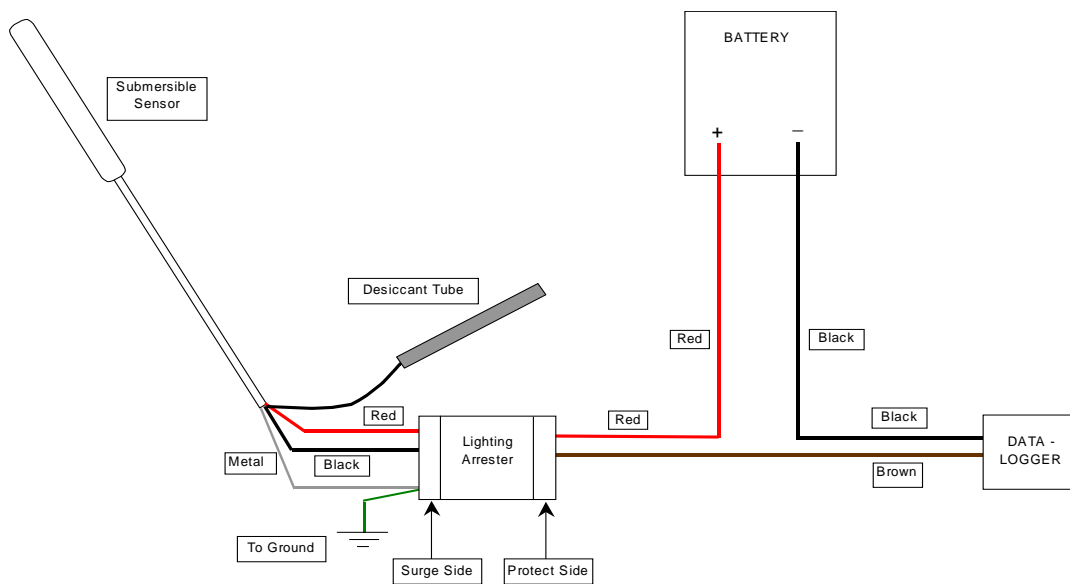 BATTERY
+
−
Submersible
Sensor
Desiccant Tube
Red
Black
Red
Red
Black
Lighting
Arrester
DATA -
LOGGER
Metal
Black
Brown
To Ground
Surge Side
Protect Side